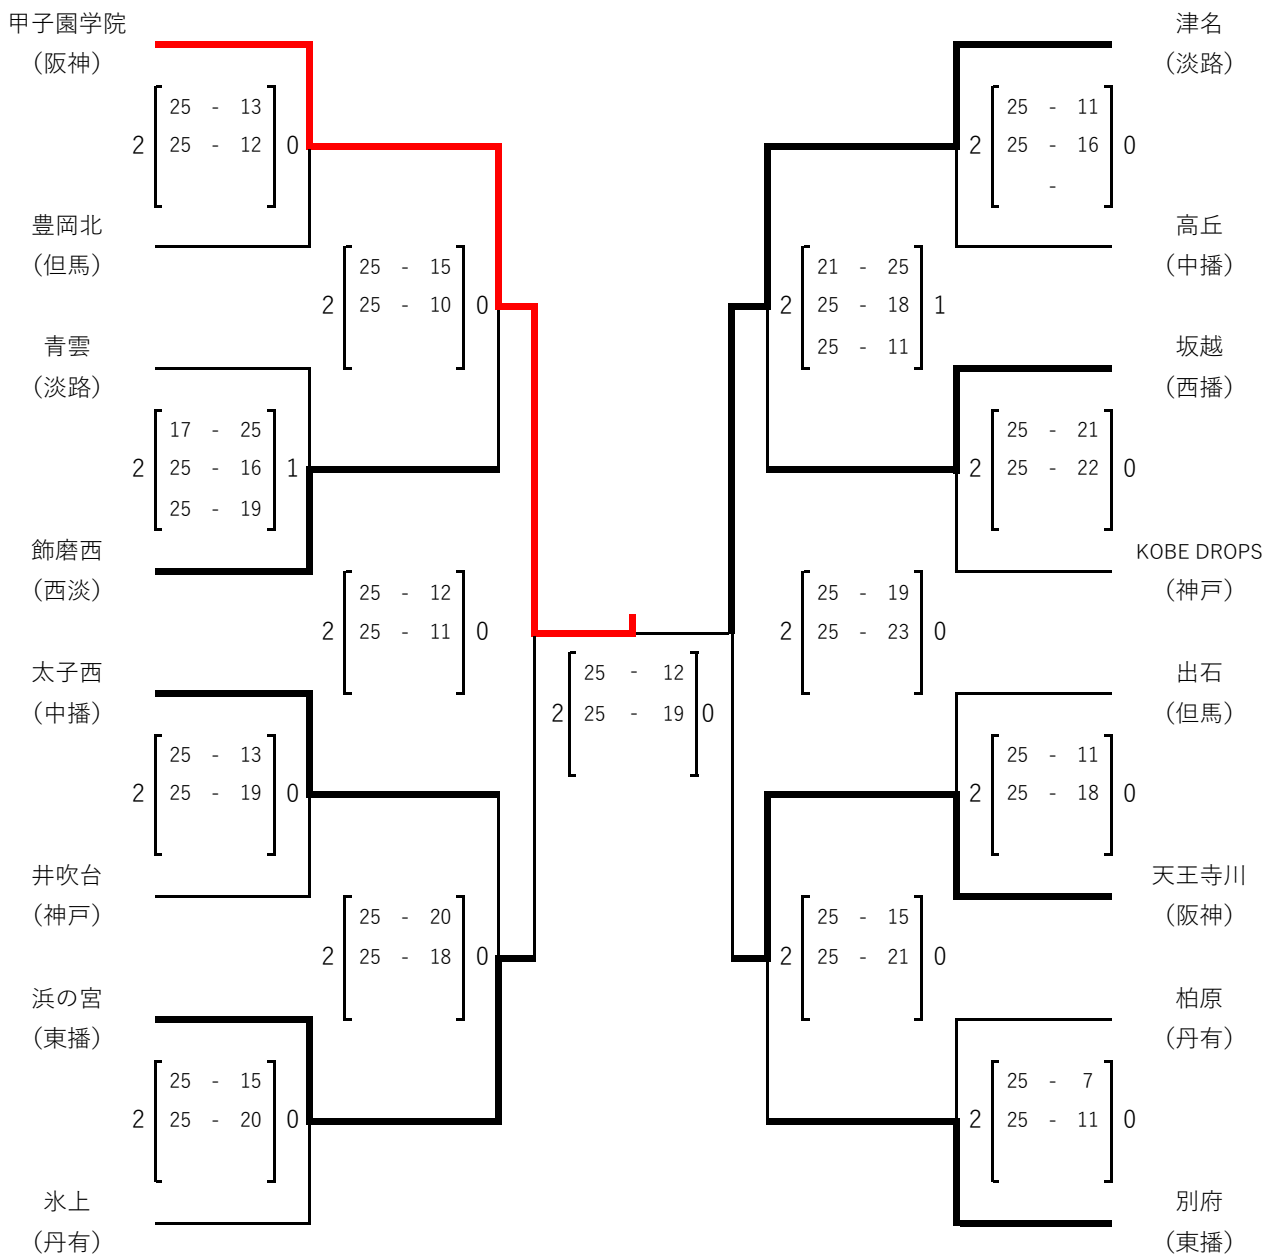 甲子園学院
（阪神）
25 - 13
2 25 - 12 0
豊岡北
（但馬）
25 - 15
2 25 - 10 0
青雲
（淡路）
17 - 25
2 25 - 16 1
25 - 19
飾磨西
（西淡）
25 - 12
2 25 - 11 0
太子西
（中播）
25 - 13
2 25 - 19 0
井吹台
（神戸）
25 - 20
2 25 - 18 0
浜の宮
（東播）
25 - 15
2 25 - 20 0
氷上
（丹有）
25 - 12
2 25 - 19 0
津名
（淡路）
25 - 11
2 25 - 16 0
-
高丘
（中播）
21 - 25
2 25 - 18 1
25 - 11
坂越
（西播）
25 - 21
2 25 - 22 0
KOBE DROPS
（神戸）
25 - 19
2 25 - 23 0
出石
（但馬）
25 - 11
2 25 - 18 0
天王寺川
（阪神）
25 - 15
2 25 - 21 0
柏原
（丹有）
25 - 7
2 25 - 11 0
別府
（東播）